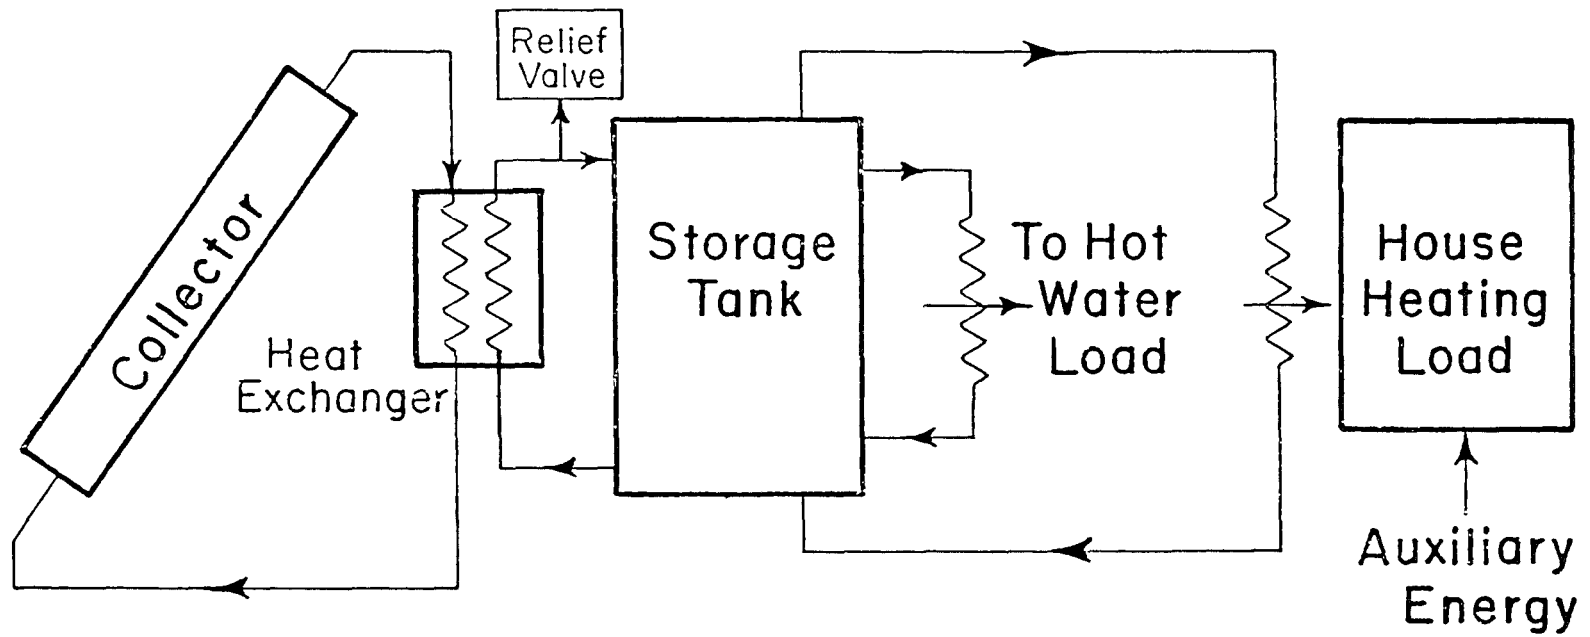 Relief
Valve
Collector
Heat
Exchanger
Storage
Tank
To Hot
Water
Load
House
Heating
Load
Auxiliary
Energy